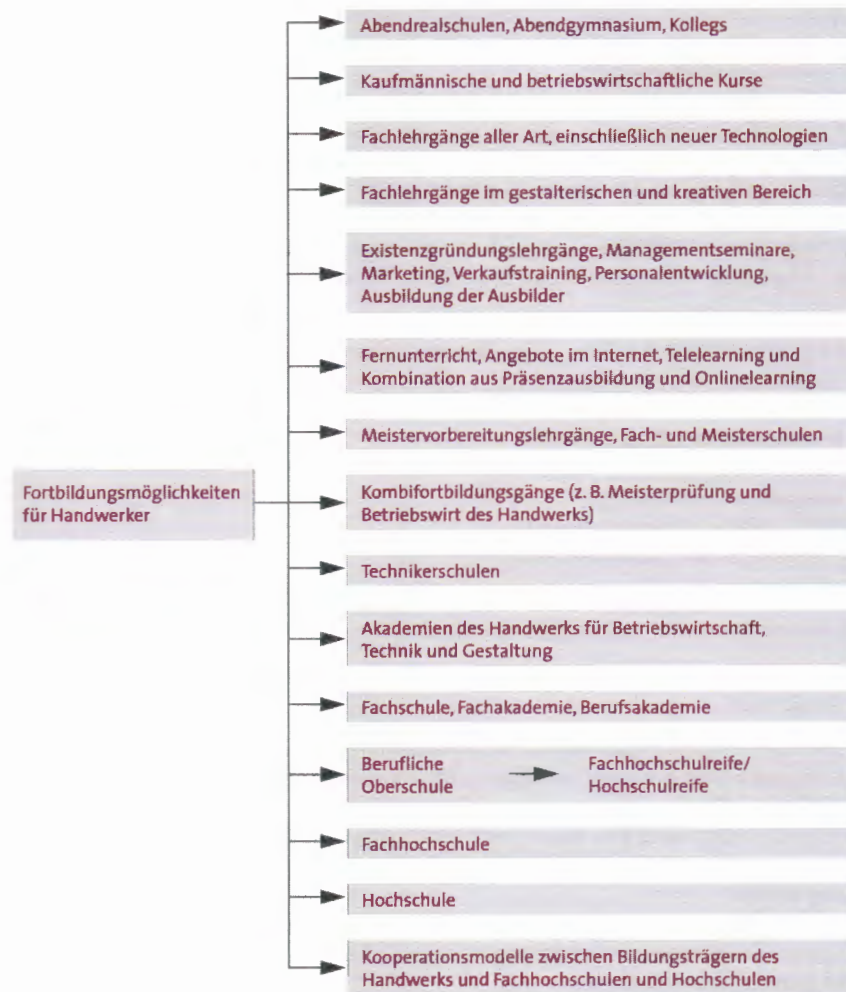 Abendrealschulen, Abendgymnasium, Kollegs
Kaufmännische und betriebswirtschaftliche Kurse
Fachlehrgänge aller Art, einschließlich neuer Technologien
Fachlehrgänge im gestalterischen und kreativen Bereich
Existenzgründungslehrgänge, Managementseminare,
Marketing, Verkaufstraining, Personalentwicklung,
Ausbildung der Ausbilder
Fernunterricht, Angebote im Internet, Telelearning und
Kombination aus Präsenzausbildung und Onlinelearning
Meistervorbereitungslehrgänge, Fach- und Meisterschulen
Fortbildungsmöglichkeiten
für Handwerker
Kombifortbildungsgänge (z. B. Meisterprüfung und
Betriebswirt des Handwerks)
Technikerschulen
Akademien des Handwerks für Betriebswirtschaft,
Technik und Gestaltung
Fachschule, Fachakademie, Berufsakademie
Berufliche
Oberschule
Fachhochschulreife/
Hochschulreife
Fachhochschule
Hochschule
Kooperationsmodelle zwischen Bildungsträgern des
Handwerks und Fachhochschulen und Hochschulen